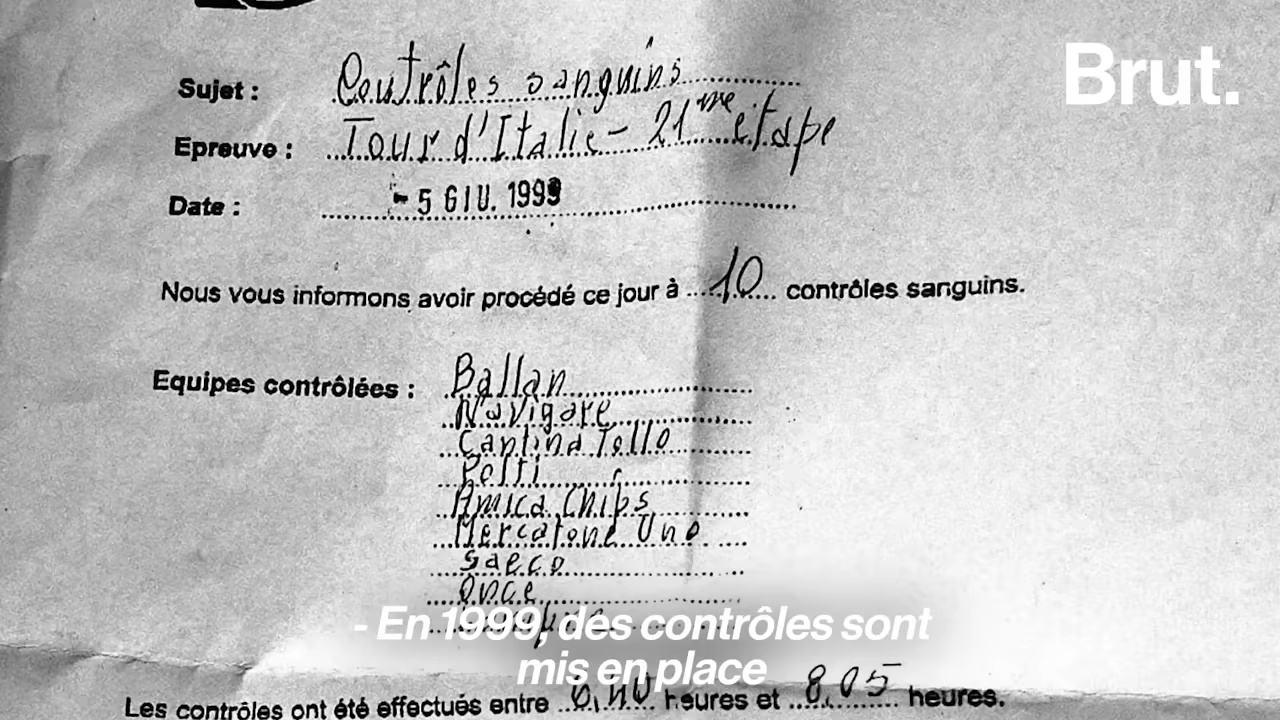 Brut.
Sujet : Contrôles sanguins
Epreuve : Tour d'Italie - 21me étape
Date : - 5 GIU. 1999
Nous vous informons avoir procédé ce jour à 10 contrôles sanguins.
Equipes contrôlées : Ballan
Navigare
Cantina Tollo
Polti
Amica Chips
Mercatone Uno
Saeco
Once
- En 1999, des contrôles sont
mis en place
Les contrôles ont été effectués entre heures et 8,05 heures.